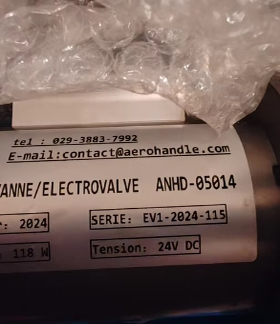 tel : 029-3883-7992
E-mail:contact@aerohandle.com
VANNE/ELECTROVALVE ANHD-05014
: 2024 SERIE: EV1-2024-115
: 118 W Tension: 24V DC